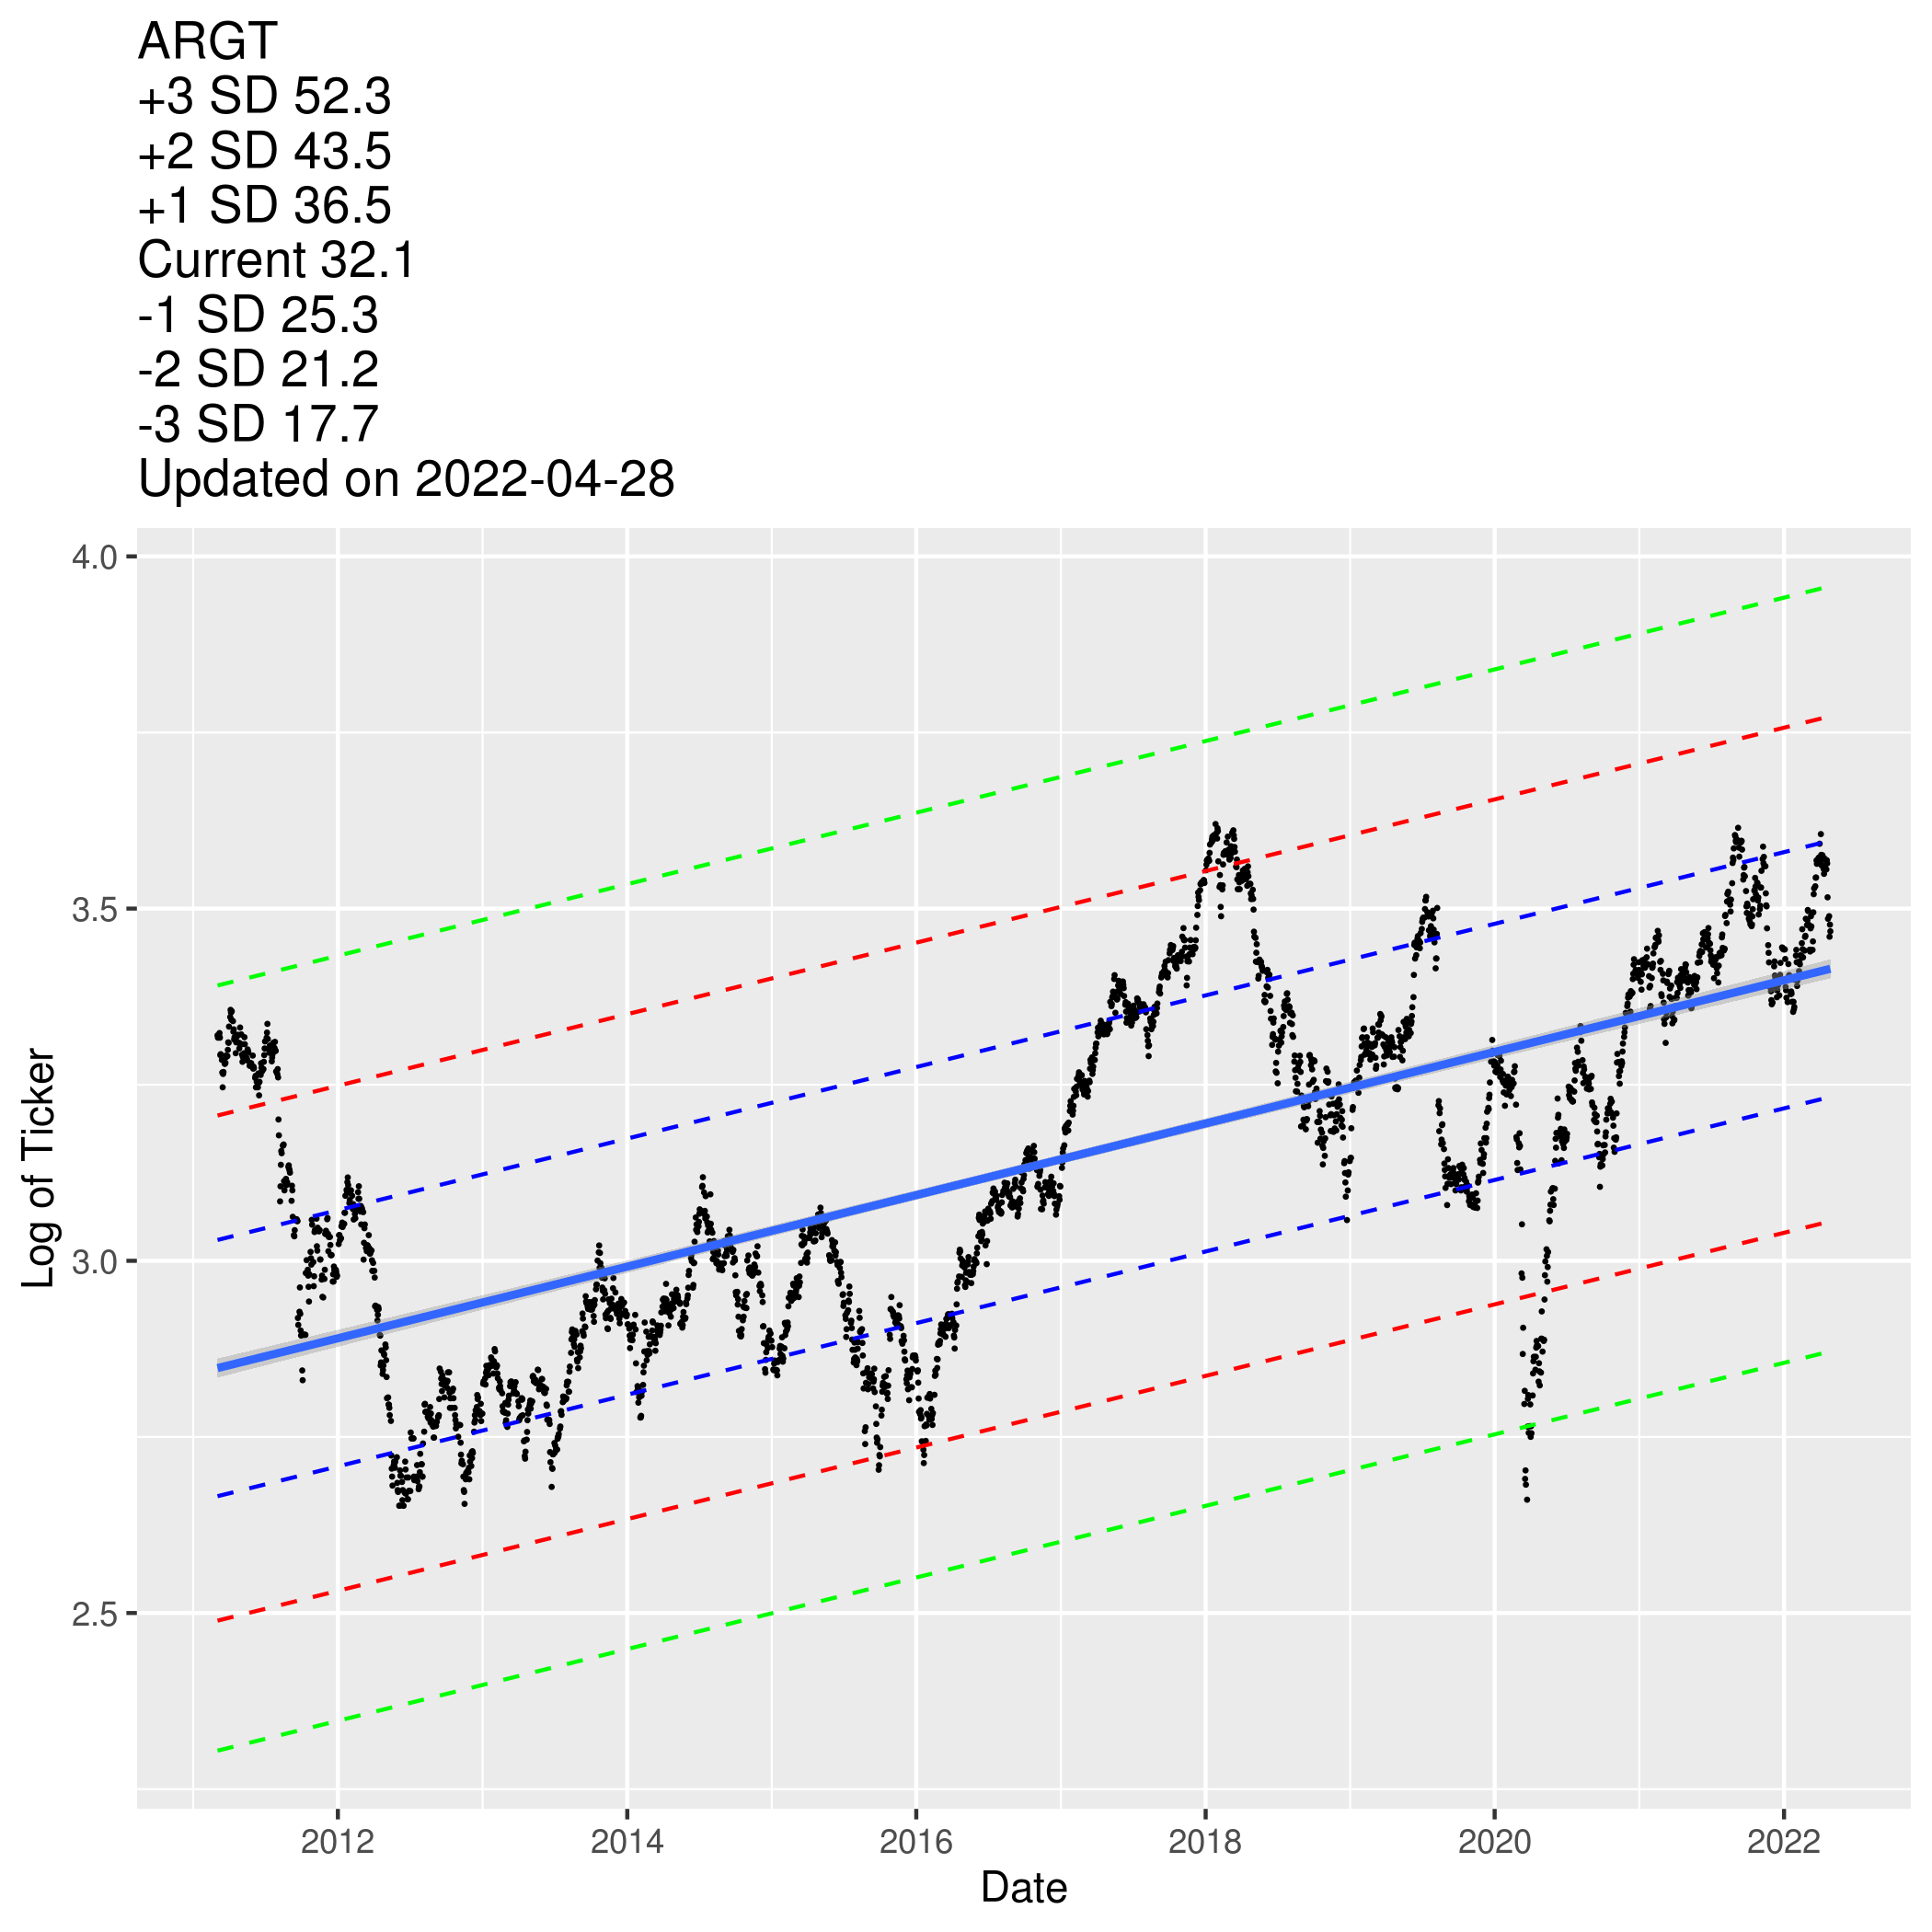 ARGT
+3 SD 52.3
+2 SD 43.5
+1 SD 36.5
Current 32.1
-1 SD 25.3
-2 SD 21.2
-3 SD 17.7
Updated on 2022-04-28
4.0
3.5
3.0
2.5
Log of Ticker
2012 2014 2016 2018 2020 2022
Date